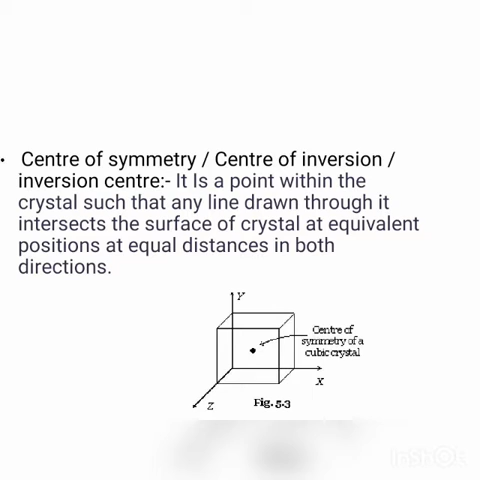 • Centre of symmetry / Centre of inversion /
inversion centre:- It Is a point within the
crystal such that any line drawn through it
intersects the surface of crystal at equivalent
positions at equal distances in both
directions.
Y
Centre of
symmetry of a
cubic crystal
X
Z
Fig. 5.3